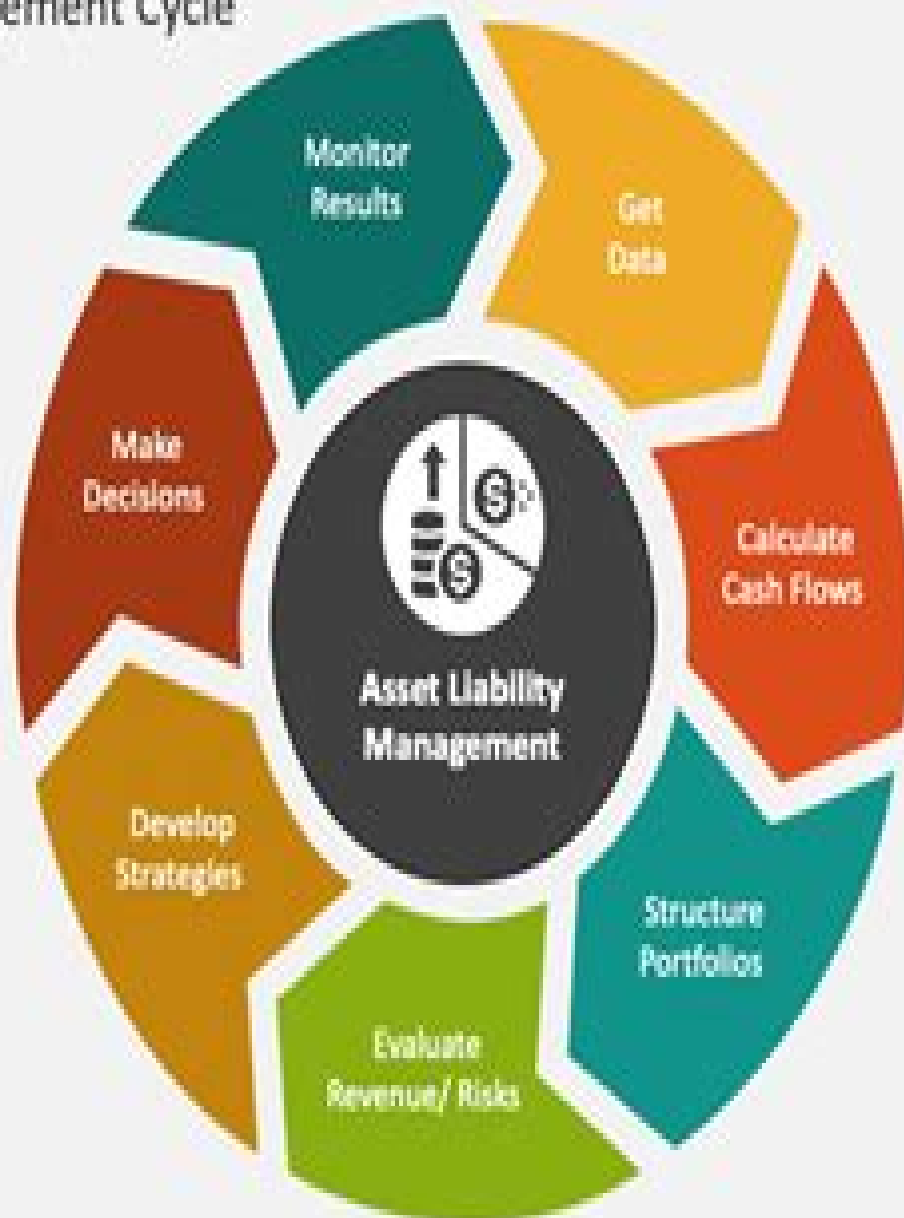 ement Cycle
Monitor
Results
Get
Data
Make
Decisions
Calculate
Cash Flows
Asset Liability
Management
Develop
Strategies
Structure
Portfolios
Evaluate
Revenue/ Risks